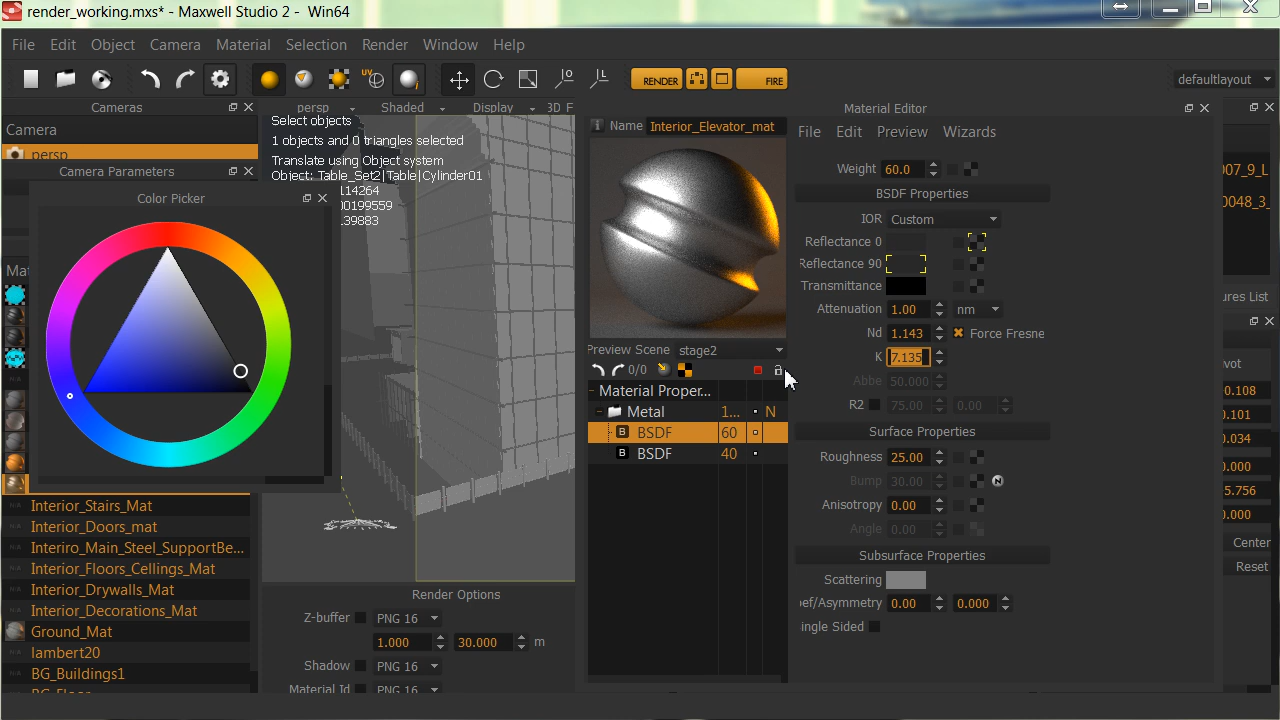 render_working.mxs* - Maxwell Studio 2 - Win64
File Edit Object Camera Material Selection Render Window Help
UV
RENDER
FIRE
defaultlayout
Cameras
persp
Shaded
Display
3D F
Material Editor
Camera
persp
Camera Parameters
Color Picker
Select objects
1 objects and 0 triangles selected
Translate using Object system
Object: Table_Set2|Table|Cylinder01
114264
00199559
39883
Name Interior_Elevator_mat
File Edit Preview Wizards
Weight 60.0
BSDF Properties
IOR Custom
Reflectance 0
Reflectance 90
Transmittance
Attenuation 1.00 nm
Nd 1.143 Force Fresne
K 7.135
Abbe 50.000
R2 75.00 0.00
Surface Properties
Roughness 25.00
Bump 30.00 N
Anisotropy 0.00
Angle 0.00
Subsurface Properties
Scattering
ef/Asymmetry 0.00 0.000
ingle Sided
Preview Scene stage2
0/0
Material Proper...
Metal 1... N
B BSDF 60
B BSDF 40
Mat
Interior_Stairs_Mat
Interior_Doors_mat
Interiro_Main_Steel_SupportBe...
Interior_Floors_Cellings_Mat
Interior_Drywalls_Mat
Interior_Decorations_Mat
Ground_Mat
lambert20
BG_Buildings1
Render Options
Z-buffer PNG 16
1.000 30.000 m
Shadow PNG 16
Material Id PNG 16
007_9_L
0048_3_
ures List
ivot
0.108
.101
.034
0.000
5.756
0.000
Center
Reset